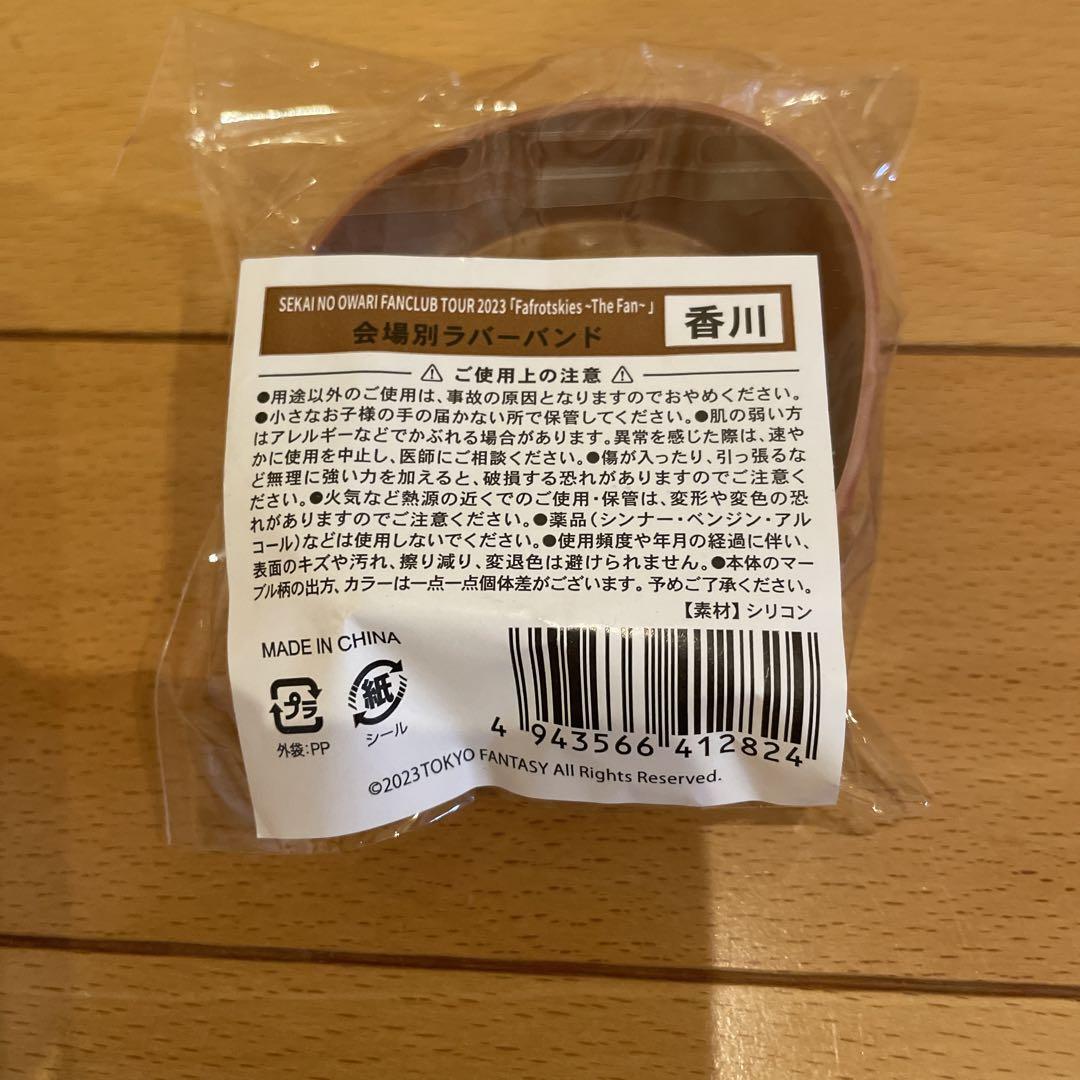 SEKAI NO OWARI FANCLUB TOUR 2023 「Fafrotskies ~The Fan~」
会場別ラバーバンド
香川
⚠ ご使用上の注意 ⚠
●用途以外のご使用は、事故の原因となりますのでおやめください。
●小さなお子様の手の届かない所で保管してください。●肌の弱い方
はアレルギーなどでかぶれる場合があります。異常を感じた際は、速や
かに使用を中止し、医師にご相談ください。●傷が入ったり、引っ張るな
ど無理に強い力を加えると、破損する恐れがありますのでご注意く
ださい。●火気など熱源の近くでのご使用・保管は、変形や変色の恐
れがありますのでご注意ください。●薬品（シンナー・ベンジン・アル
コール）などは使用しないでください。●使用頻度や年月の経過に伴い、
表面のキズや汚れ、擦り減り、変退色は避けられません。●本体のマー
ブル柄の出方、カラーは一点一点個体差がございます。予めご了承ください。
【素材】シリコン
MADE IN CHINA
プラ
外袋:PP
紙
シール
4 943566 412824
©2023TOKYO FANTASY All Rights Reserved.